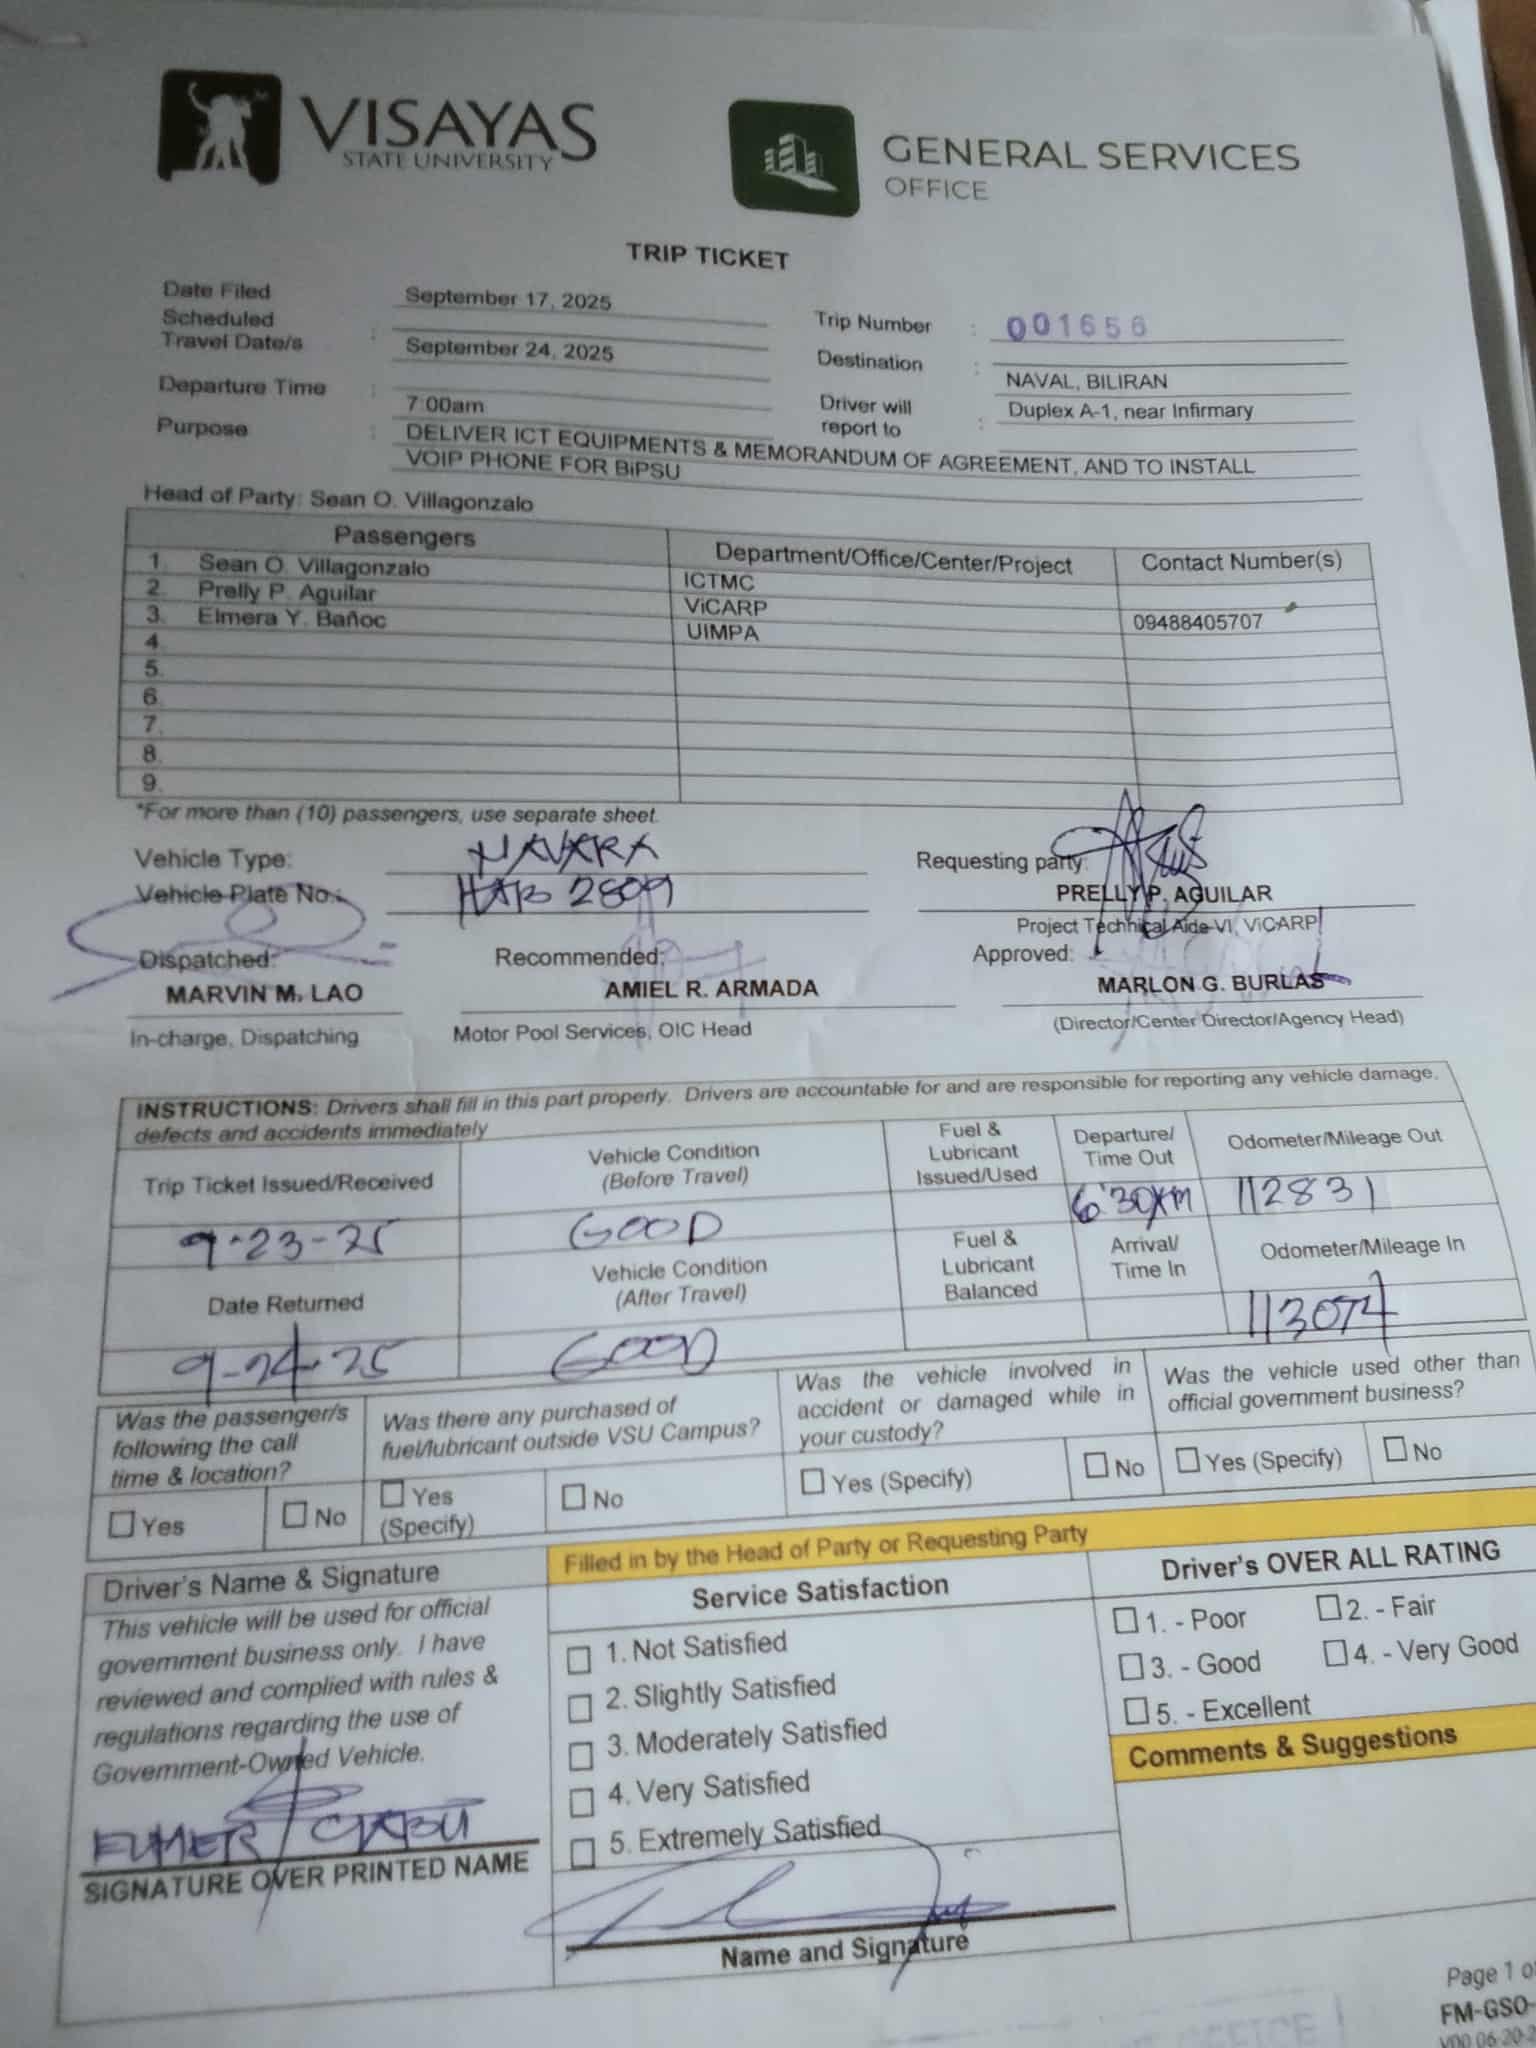 VISAYAS
STATE UNIVERSITY
GENERAL SERVICES
OFFICE
TRIP TICKET
Date Filed September 17, 2025
Scheduled
Travel Date/s : September 24, 2025
Trip Number : 001656
Destination : NAVAL, BILIRAN
Departure Time : 7:00am
Driver will
report to : Duplex A-1, near Infirmary
Purpose : DELIVER ICT EQUIPMENTS & MEMORANDUM OF AGREEMENT, AND TO INSTALL
VOIP PHONE FOR BiPSU
Head of Party: Sean O. Villagonzalo
Passengers Department/Office/Center/Project Contact Number(s)
1. Sean O. Villagonzalo ICTMC
2. Prelly P. Aguilar ViCARP 09488405707
3. Elmera Y. Bañoc UIMPA
4.
5.
6.
7.
8.
9.
*For more than (10) passengers, use separate sheet.
Vehicle Type: NAVARA
Vehicle Plate No.: HAB 2809
Requesting party:
PRELLY P. AGUILAR
Project Technical Aide VI, ViCARP
Dispatched: Recommended: Approved:
MARVIN M. LAO AMIEL R. ARMADA MARLON G. BURLAS
In-charge, Dispatching Motor Pool Services, OIC Head (Director/Center Director/Agency Head)
INSTRUCTIONS: Drivers shall fill in this part properly. Drivers are accountable for and are responsible for reporting any vehicle damage,
defects and accidents immediately
Trip Ticket Issued/Received
9-23-25
Vehicle Condition
(Before Travel)
GOOD
Fuel &
Lubricant
Issued/Used
Departure/
Time Out
6:30AM
Odometer/Mileage Out
112831
Date Returned
9-24-25
Vehicle Condition
(After Travel)
GOOD
Fuel &
Lubricant
Balanced
Arrival/
Time In
Odometer/Mileage In
113074
Was the passenger/s
following the call
time & location?
☐ Yes ☐ No
Was there any purchased of
fuel/lubricant outside VSU Campus?
☐ Yes
(Specify)
☐ No
Was the vehicle involved in
accident or damaged while in
your custody?
☐ Yes (Specify) ☐ No
Was the vehicle used other than
official government business?
☐ Yes (Specify) ☐ No
Driver's Name & Signature
This vehicle will be used for official
government business only. I have
reviewed and complied with rules &
regulations regarding the use of
Government-Owned Vehicle.
SIGNATURE OVER PRINTED NAME
Filled in by the Head of Party or Requesting Party
Service Satisfaction
☐ 1. Not Satisfied
☐ 2. Slightly Satisfied
☐ 3. Moderately Satisfied
☐ 4. Very Satisfied
☐ 5. Extremely Satisfied
Name and Signature
Driver's OVER ALL RATING
☐ 1. - Poor ☐ 2. - Fair
☐ 3. - Good ☐ 4. - Very Good
☐ 5. - Excellent
Comments & Suggestions
Page 1
FM-GSO-
V00 06-20-
OFFICE